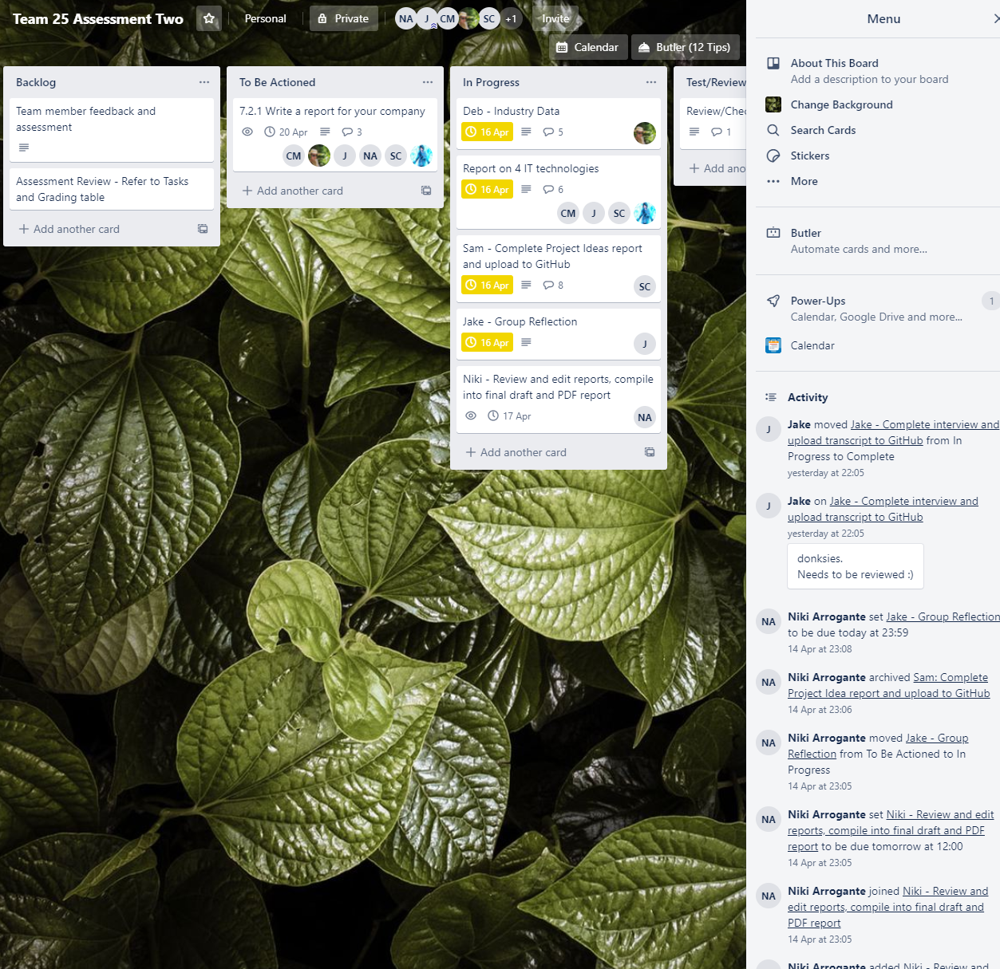 Team 25 Assessment Two
Personal
Private
NA J CM SC +1
Invite
Calendar
Butler (12 Tips)
Backlog
Team member feedback and
assessment
Assessment Review - Refer to Tasks
and Grading table
Add another card
To Be Actioned
7.2.1 Write a report for your company
20 Apr 3
CM J NA SC
Add another card
In Progress
Deb - Industry Data
16 Apr 5
Report on 4 IT technologies
16 Apr 6
CM J SC
Sam - Complete Project Ideas report
and upload to GitHub
16 Apr 8
SC
Jake - Group Reflection
16 Apr
J
Niki - Review and edit reports, compile
into final draft and PDF report
17 Apr
NA
Add another card
Test/Review
Review/Chec
1
Add ano
Menu
About This Board
Add a description to your board
Change Background
Search Cards
Stickers
More
Butler
Automate cards and more...
Power-Ups
1
Calendar, Google Drive and more...
Calendar
Activity
J
Jake moved Jake - Complete interview and
upload transcript to GitHub from In
Progress to Complete
yesterday at 22:05
J
Jake on Jake - Complete interview and
upload transcript to GitHub
yesterday at 22:05
donksies.
Needs to be reviewed :)
NA
Niki Arrogante set Jake - Group Reflection
to be due today at 23:59
14 Apr at 23:08
NA
Niki Arrogante archived Sam: Complete
Project Idea report and upload to GitHub
14 Apr at 23:06
NA
Niki Arrogante moved Jake - Group
Reflection from To Be Actioned to In
Progress
14 Apr at 23:05
NA
Niki Arrogante set Niki - Review and edit
reports, compile into final draft and PDF
report to be due tomorrow at 12:00
14 Apr at 23:05
NA
Niki Arrogante joined Niki - Review and
edit reports, compile into final draft and
PDF report
14 Apr at 23:05
Niki Arrogante added Niki - Review and